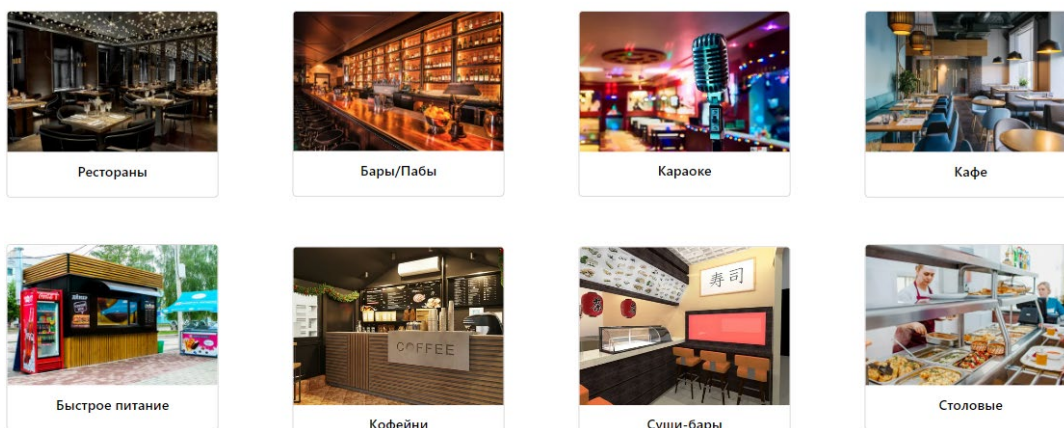 Рестораны
Бары/Пабы
Караоке
Кафе
COFFEE
寿司
Быстрое питание
Кофейни
Суши-бары
Столовые